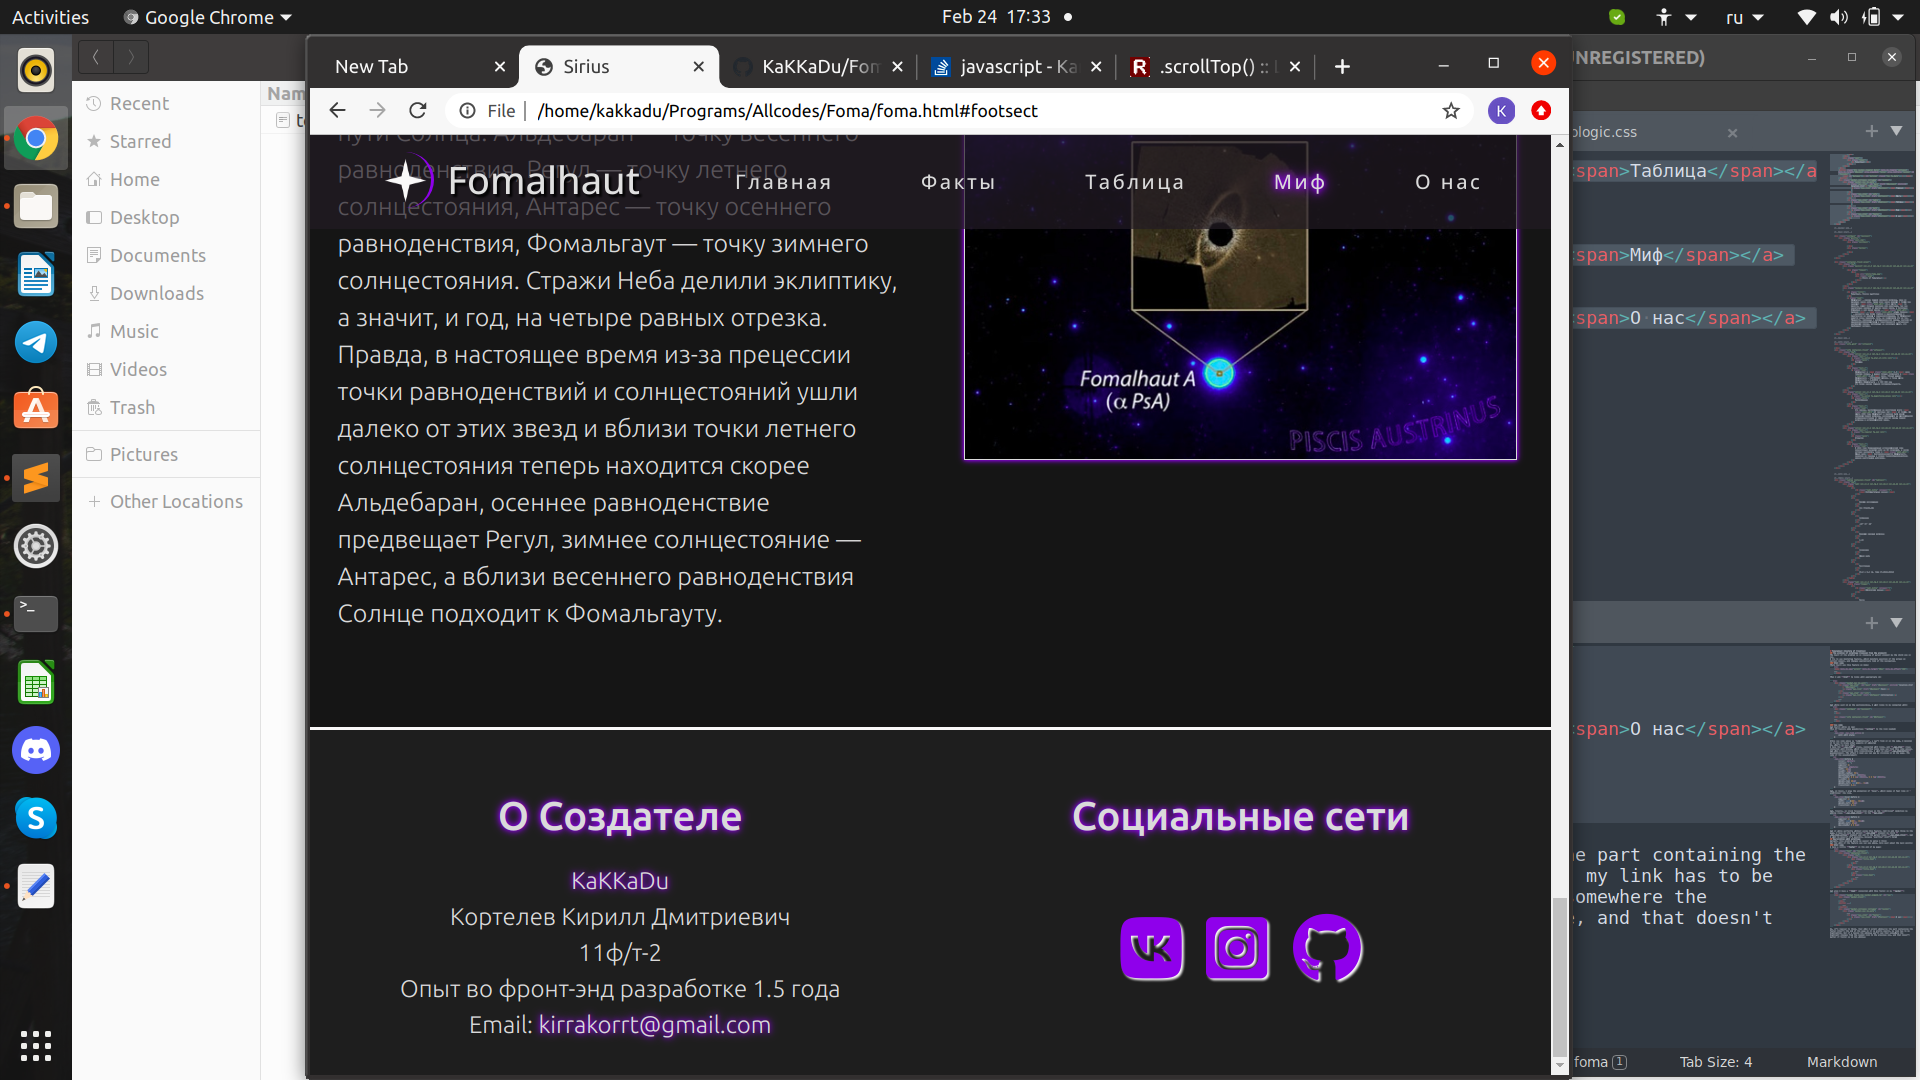 Activities
Google Chrome
Feb 24 17:33
ru
Recent
Starred
Home
Desktop
Documents
Downloads
Music
Videos
Trash
Pictures
Other Locations
Nam
New Tab
Sirius
KaKKaDu/Fom
javascript - Ka
.scrollTop() ::
File
/home/kakkadu/Programs/Allcodes/Foma/foma.html#footsect
K
пути Солнца. Альдебаран — точку весеннего
равноденствия, Регул — точку летнего
солнцестояния, Антарес — точку осеннего
равноденствия, Фомальгаут — точку зимнего
солнцестояния. Стражи Неба делили эклиптику,
а значит, и год, на четыре равных отрезка.
Правда, в настоящее время из-за прецессии
точки равноденствий и солнцестояний ушли
далеко от этих звезд и вблизи точки летнего
солнцестояния теперь находится скорее
Альдебаран, осеннее равноденствие
предвещает Регул, зимнее солнцестояние —
Антарес, а вблизи весеннего равноденствия
Солнце подходит к Фомальгауту.
Fomalhaut
Главная
Факты
Таблица
Миф
О нас
Fomalhaut A
(α PsA)
PISCIS AUSTRINUS
О Создателе
KaKKaDu
Кортелев Кирилл Дмитриевич
11ф/т-2
Опыт во фронт-энд разработке 1.5 года
Email: kirrakorrt@gmail.com
Социальные сети
UNREGISTERED)
ologic.css
span>Таблица</span></a
span>Миф</span></a>
span>О нас</span></a>
span>О нас</span></a>
e part containing the
my link has to be
omewhere the
, and that doesn't
foma 1
Tab Size: 4
Markdown